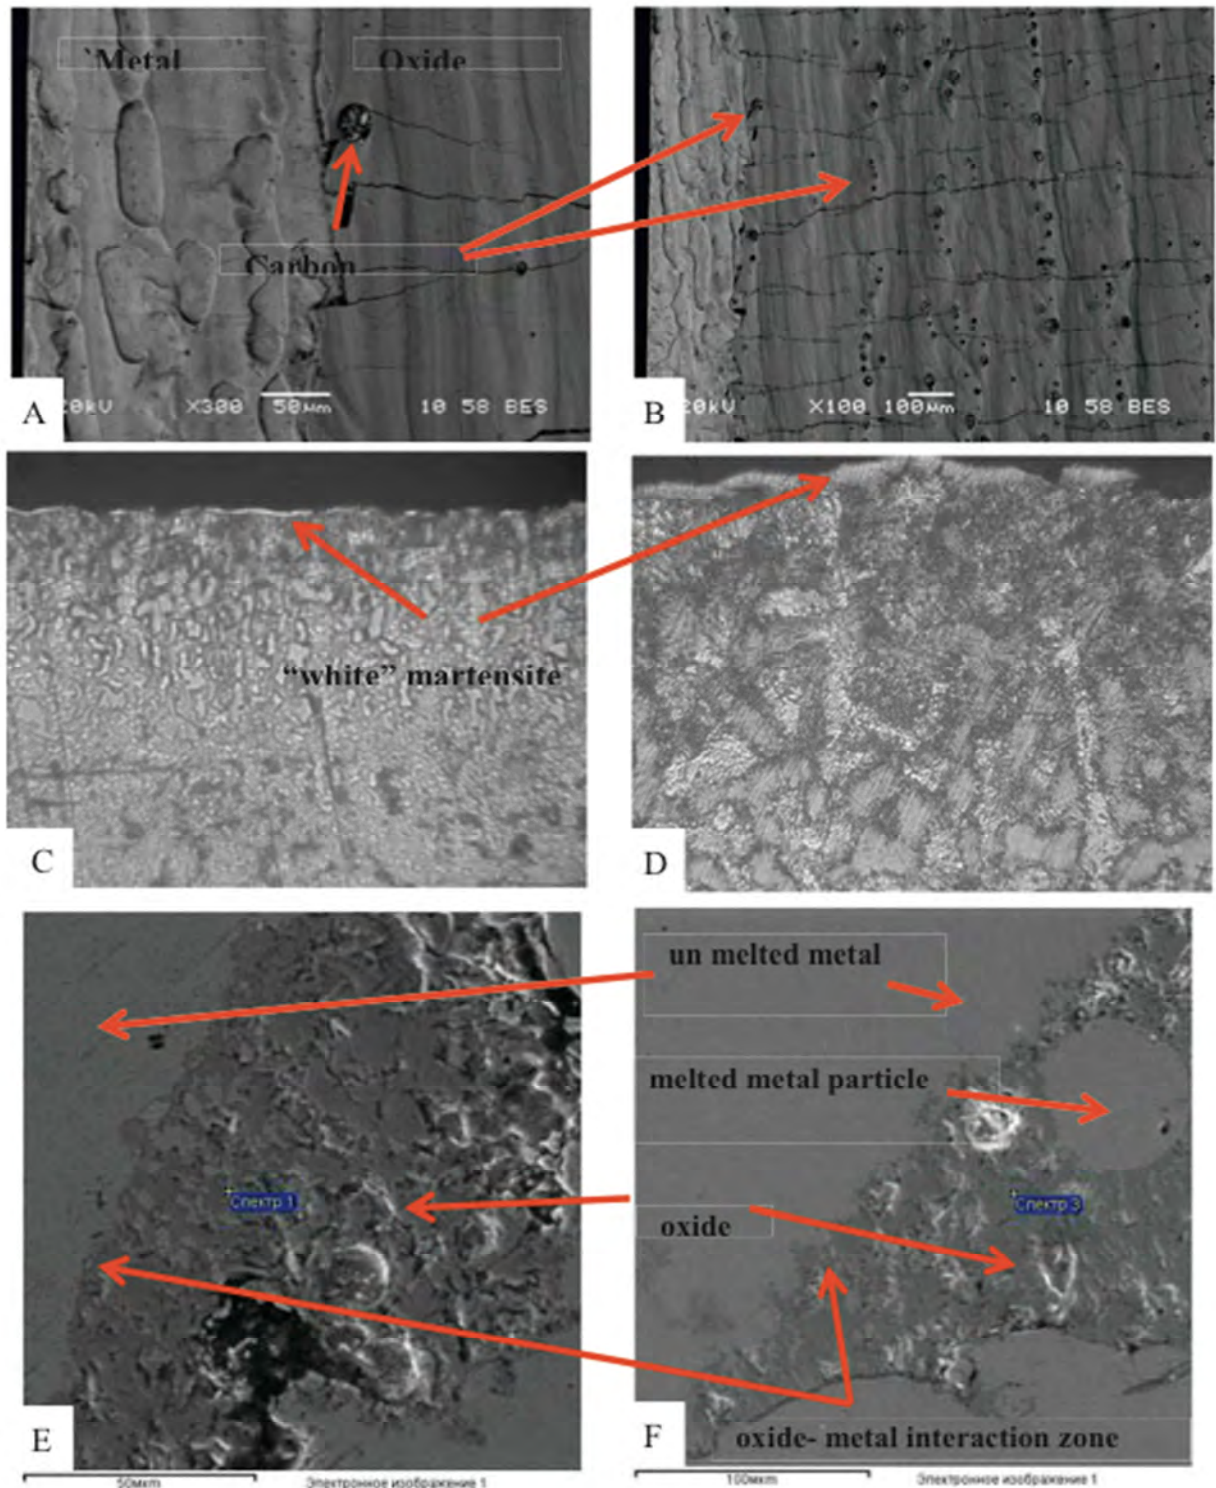 `Metal
Oxide
Carbon
A
20kV X300 50µm 10 58 BES
B
20kV X100 100µm 10 58 BES
“white” martensite
C
D
un melted metal
melted metal particle
Спектр 1
Спектр 3
oxide
E
F
oxide- metal interaction zone
50мкm
Электронное изображение 1
100мкm
Электронное изображение 1